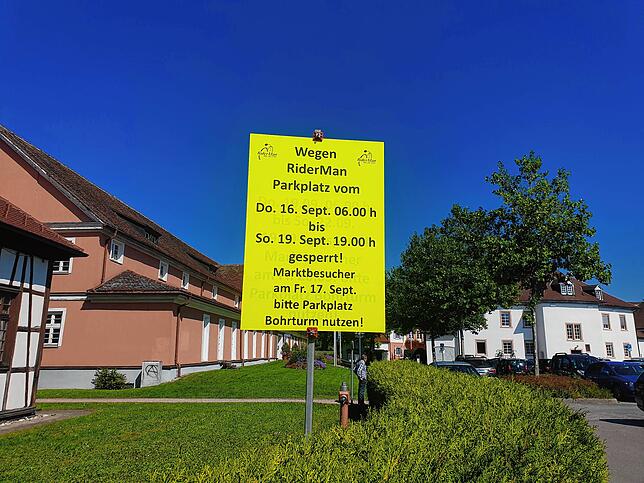 Wegen
RiderMan
Parkplatz vom
Do. 16. Sept. 06.00 h
bis
So. 19. Sept. 19.00 h
gesperrt!
Marktbesucher
am Fr. 17. Sept.
bitte Parkplatz
Bohrturm nutzen!